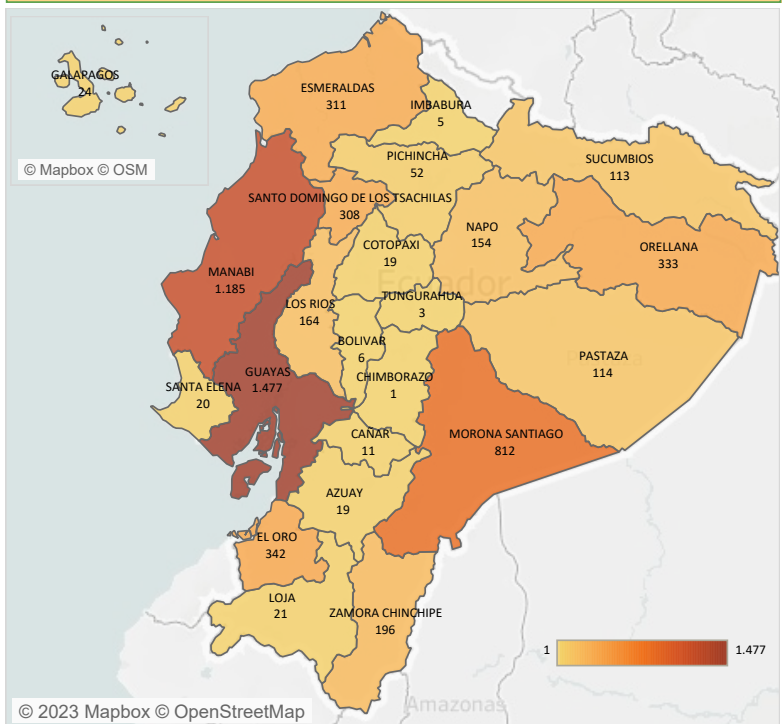 GALAPAGOS
24
© Mapbox © OSM
ESMERALDAS
311
IMBABURA
5
PICHINCHA
52
SUCUMBIOS
113
SANTO DOMINGO DE LOS TSACHILAS
308
NAPO
154
COTOPAXI
19
ORELLANA
333
MANABI
1.185
Ecuador
LOS RIOS
164
TUNGURAHUA
3
BOLIVAR
6
PASTAZA
114
GUAYAS
1.477
CHIMBORAZO
1
SANTA ELENA
20
CAÑAR
11
MORONA SANTIAGO
812
AZUAY
19
EL ORO
342
LOJA
21
ZAMORA CHINCHIPE
196
1 1.477
Amazonas
© 2023 Mapbox © OpenStreetMap